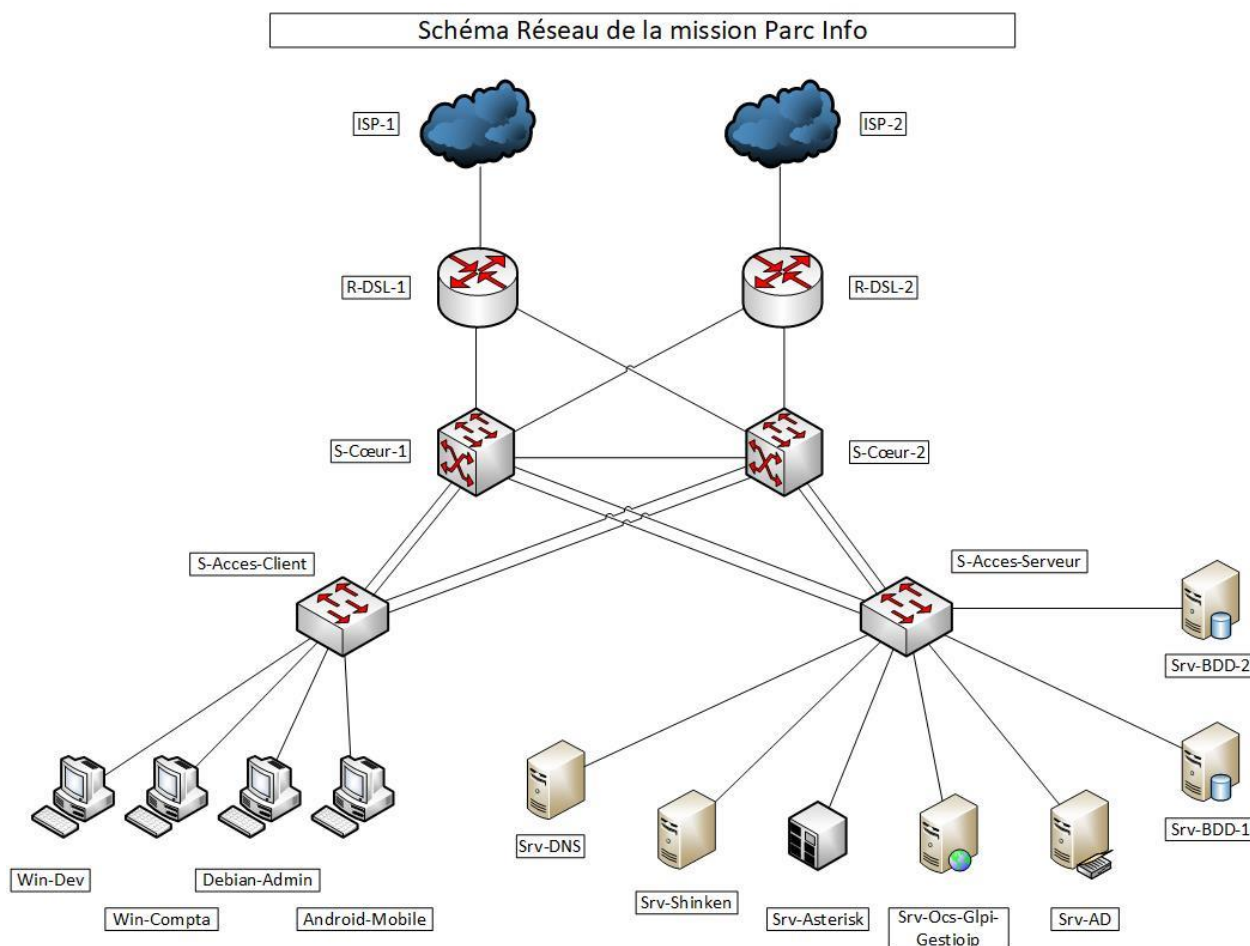 Schéma Réseau de la mission Parc Info
ISP-1
ISP-2
R-DSL-1
R-DSL-2
S-Cœur-1
S-Cœur-2
S-Acces-Client
S-Acces-Serveur
Srv-BDD-2
Srv-BDD-1
Srv-DNS
Win-Dev
Debian-Admin
Srv-Shinken
Win-Compta
Android-Mobile
Srv-Asterisk
Srv-Ocs-Glpi-
Gestioip
Srv-AD